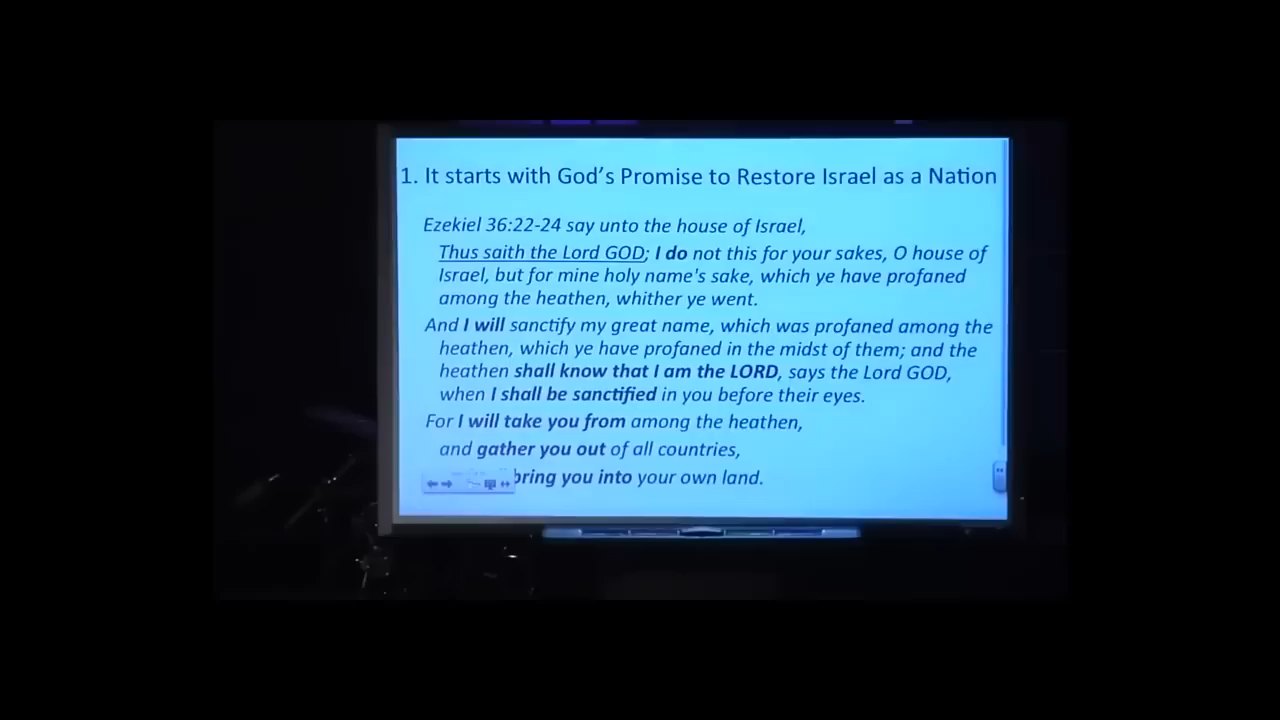 1. It starts with God's Promise to Restore Israel as a Nation
Ezekiel 36:22-24 say unto the house of Israel,
Thus saith the Lord GOD; I do not this for your sakes, O house of
Israel, but for mine holy name's sake, which ye have profaned
among the heathen, whither ye went.
And I will sanctify my great name, which was profaned among the
heathen, which ye have profaned in the midst of them; and the
heathen shall know that I am the LORD, says the Lord GOD,
when I shall be sanctified in you before their eyes.
For I will take you from among the heathen,
and gather you out of all countries,
bring you into your own land.